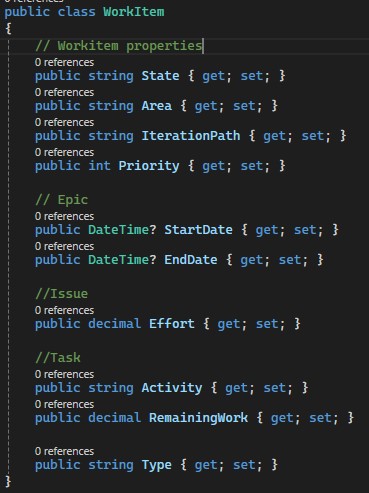 0 references
public class WorkItem
{
// Workitem properties
0 references
public string State { get; set; }
0 references
public string Area { get; set; }
0 references
public string IterationPath { get; set; }
0 references
public int Priority { get; set; }
// Epic
0 references
public DateTime? StartDate { get; set; }
0 references
public DateTime? EndDate { get; set; }
//Issue
0 references
public decimal Effort { get; set; }
//Task
0 references
public string Activity { get; set; }
0 references
public decimal RemainingWork { get; set; }
0 references
public string Type { get; set; }
}